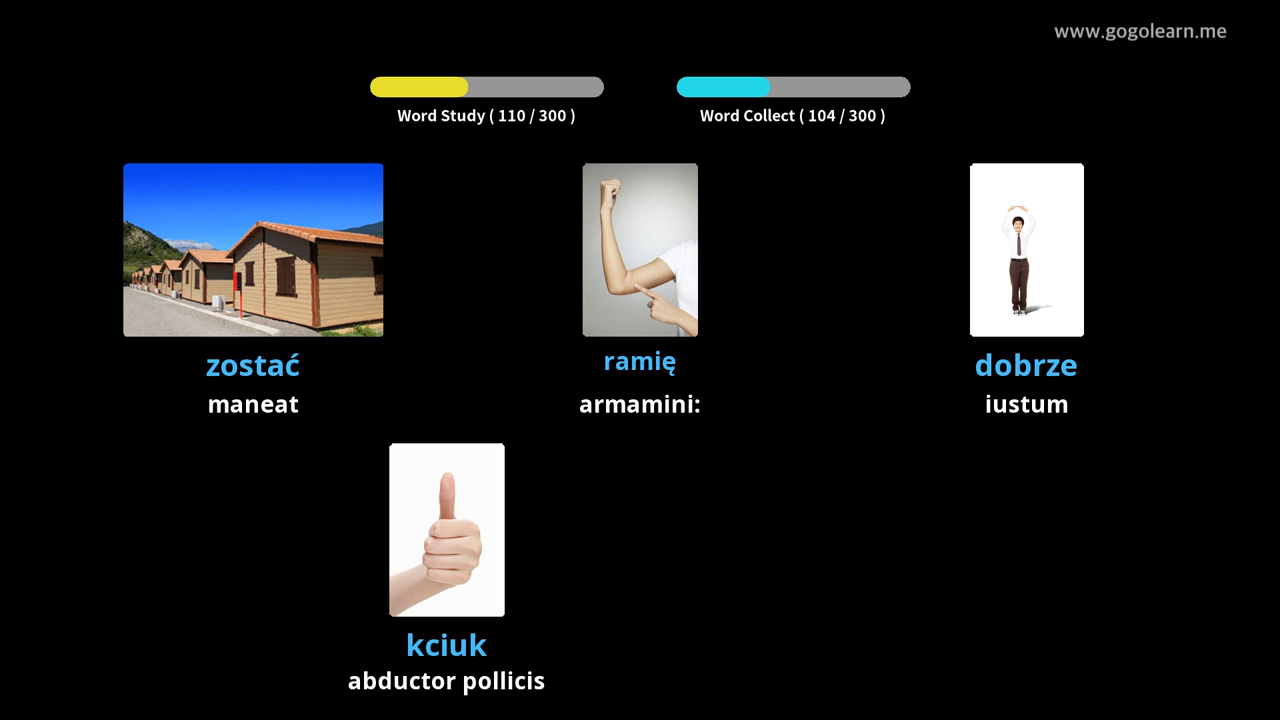 www.gogolearn.me
Word Study ( 110 / 300 )
Word Collect ( 104 / 300 )
zostać
maneat
ramię
armamini:
dobrze
iustum
kciuk
abductor pollicis